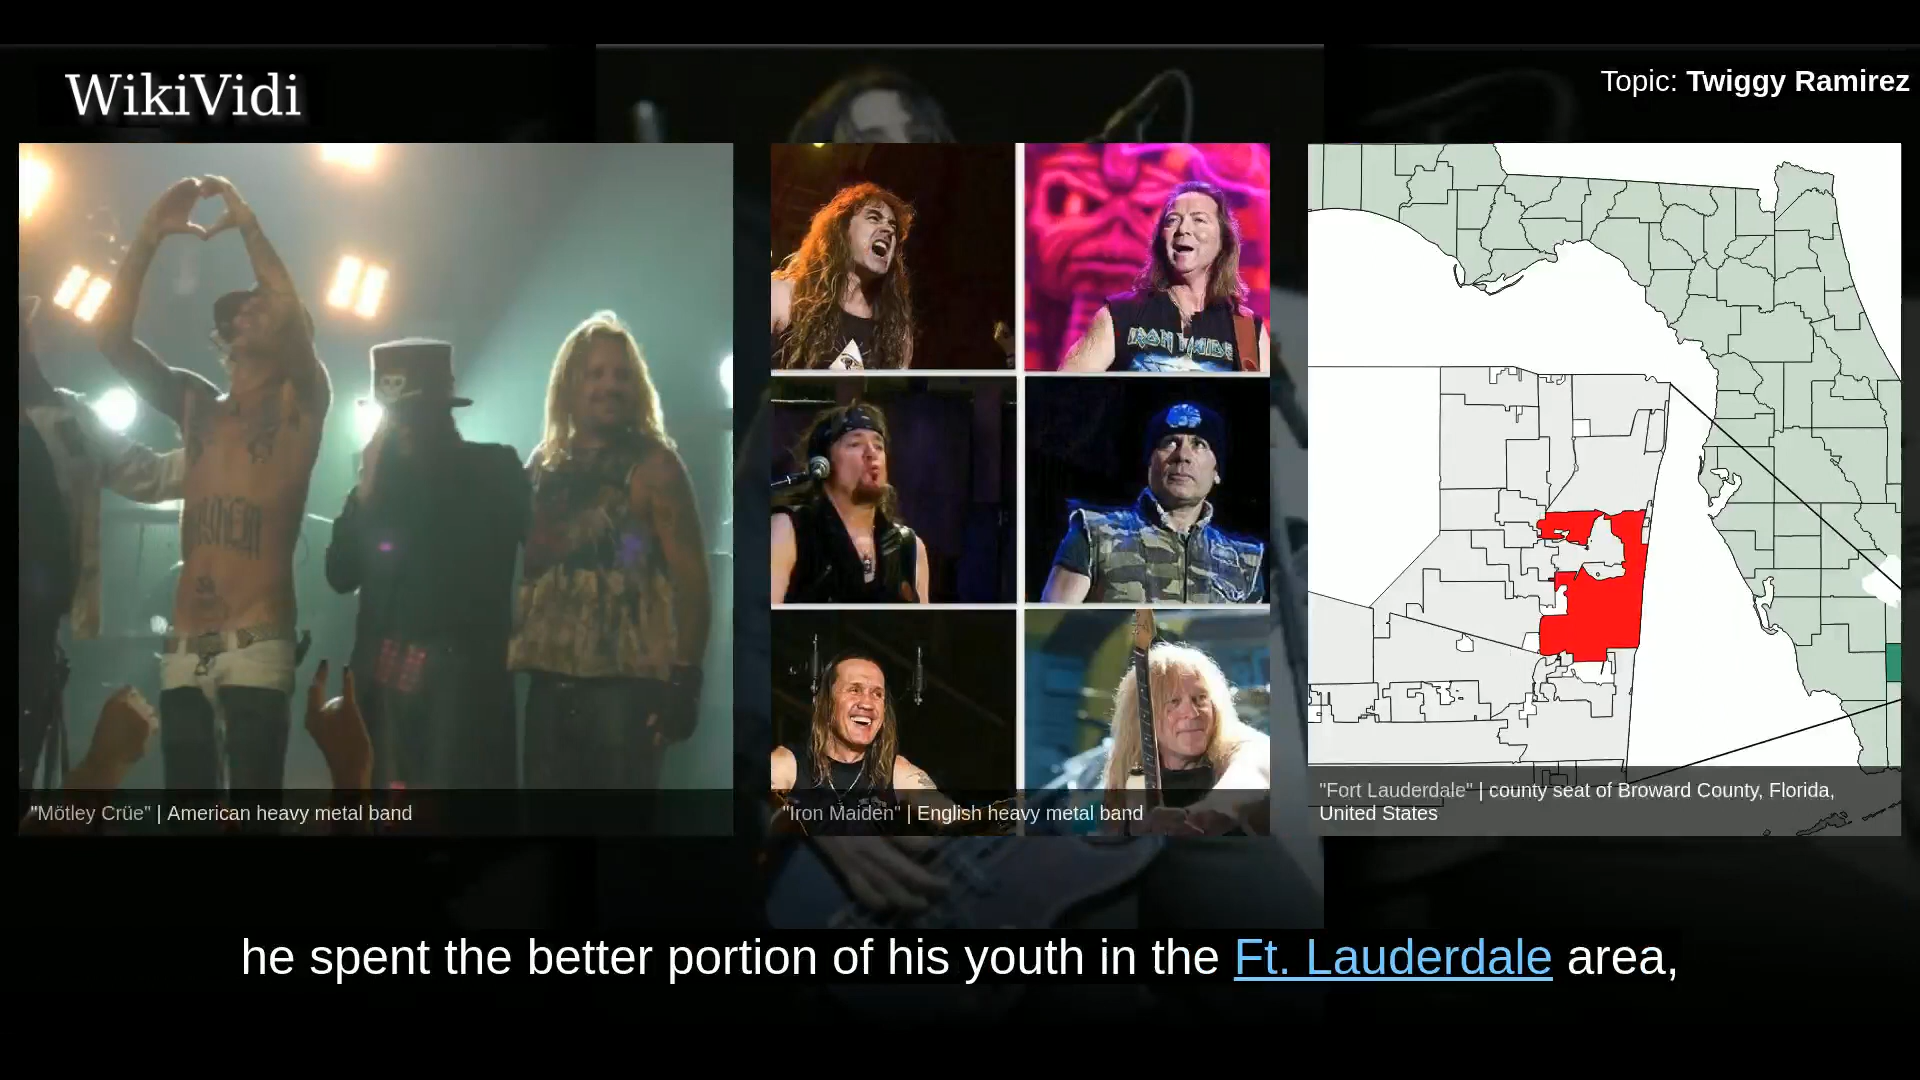 WikiVidi
Topic: Twiggy Ramirez
IRON MAIDEN
"Mötley Crüe" | American heavy metal band
"Iron Maiden" | English heavy metal band
"Fort Lauderdale" | county seat of Broward County, Florida,
United States
he spent the better portion of his youth in the Ft. Lauderdale area,